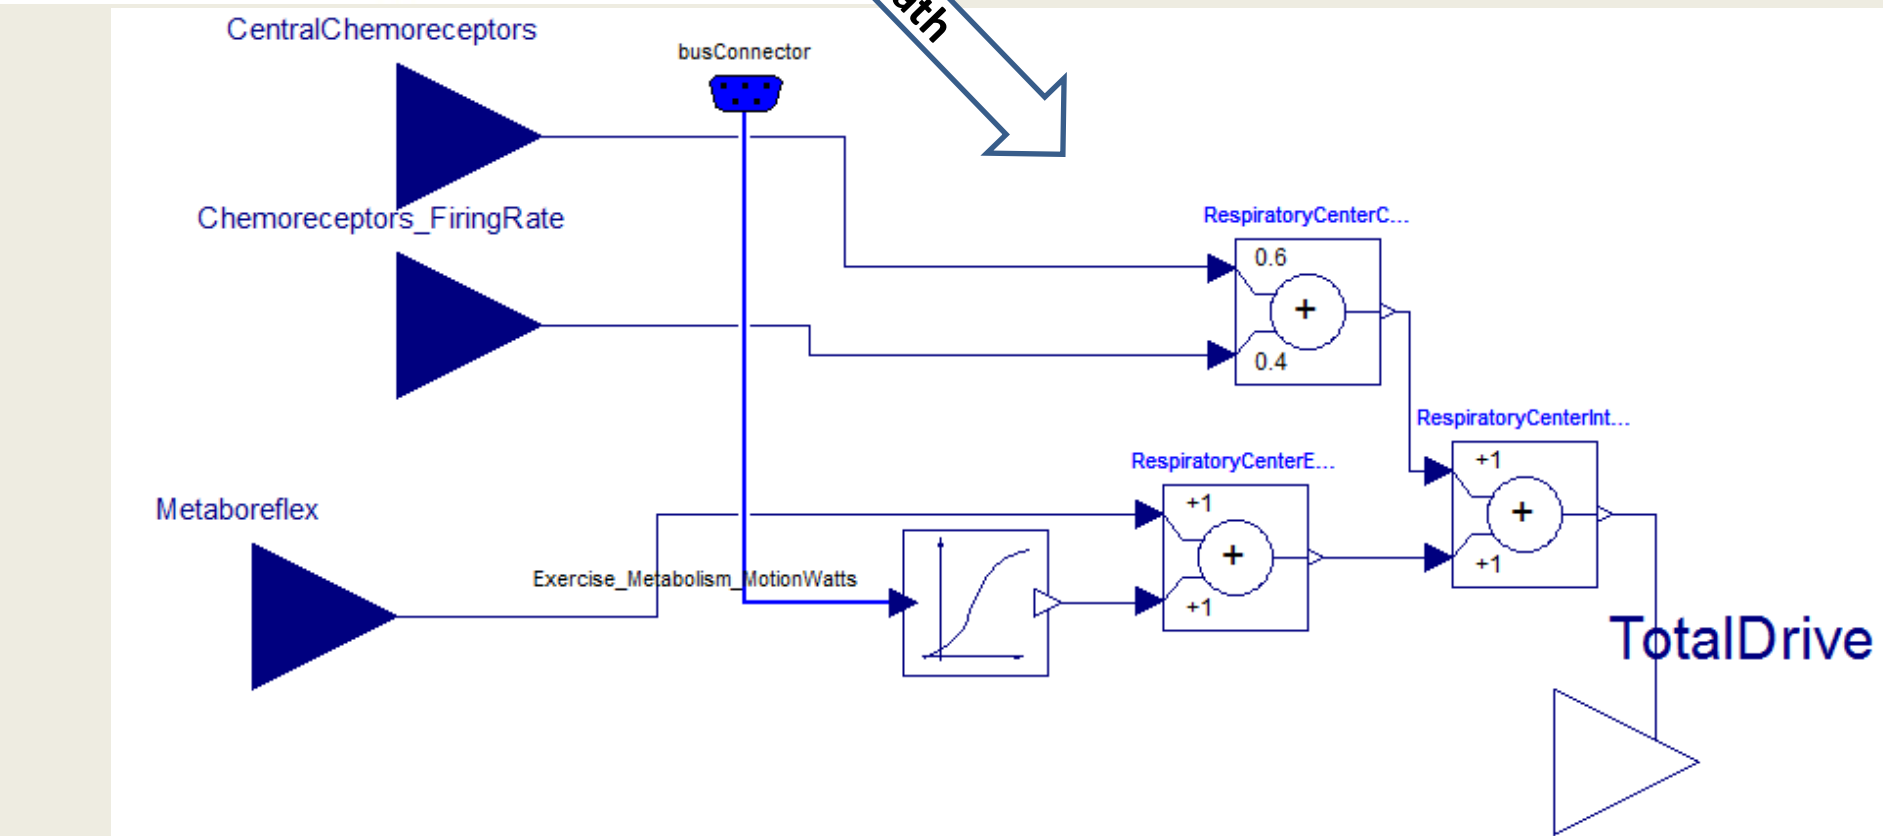 CentralChemoreceptors
busConnector
Chemoreceptors_FiringRate
RespiratoryCenterC...
0.6
+
0.4
RespiratoryCenterInt...
+1
+
+1
RespiratoryCenterE...
+1
+
+1
Metaboreflex
Exercise_Metabolism_MotionWatts
TotalDrive